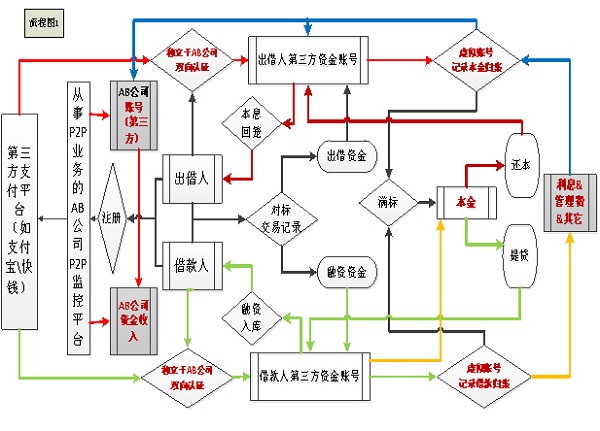 流程图1
独立于AB公司
双向认证
出借人第三方资金账号
虚拟账号
记录本金归集
AB公司
账号
(第三
方)
从事P2P业务的AB公司P2P监控平台
第三方支付平台(如支付宝\快钱)
本息
回笼
出借资金
还本
出借人
注册
对标
交易记录
满标
本金
利息&
管理费
&其它
借款人
提贷
融资资金
AB公司
资金收
入
融资
入库
独立于AB公司
双向认证
借款人第三方资金账号
虚拟账号
记录借款归集